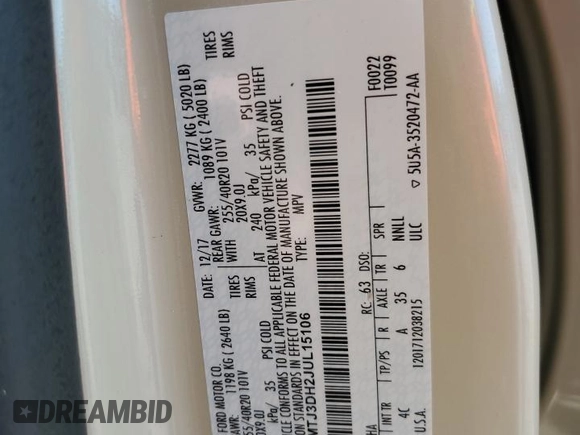 FORD MOTOR CO.
DATE: 12/17
GVWR: 2277 KG ( 5020 LB)
GAWR: 1198 KG ( 2640 LB)
REAR GAWR: 1089 KG ( 2400 LB)
255/40R20 101V TIRES
WITH 255/40R20 101V TIRES
20X9.0J RIMS
20X9.0J RIMS
35 PSI COLD
AT 240 kPa/ 35 PSI COLD
CONFORMS TO ALL APPLICABLE FEDERAL MOTOR VEHICLE SAFETY AND THEFT
STANDARDS IN EFFECT ON THE DATE OF MANUFACTURE SHOWN ABOVE.
MTJ3DH2JUL15106
TYPE: MPV
F0022
T0099
RC: 63 DSO:
INT TR TP/PS R AXLE TR SPR
4C A 35 6 NNLL
U.S.A. 1201712038215 ULC
▽ 5U5A-3520472-AA
DREAMBID
DREAMBID